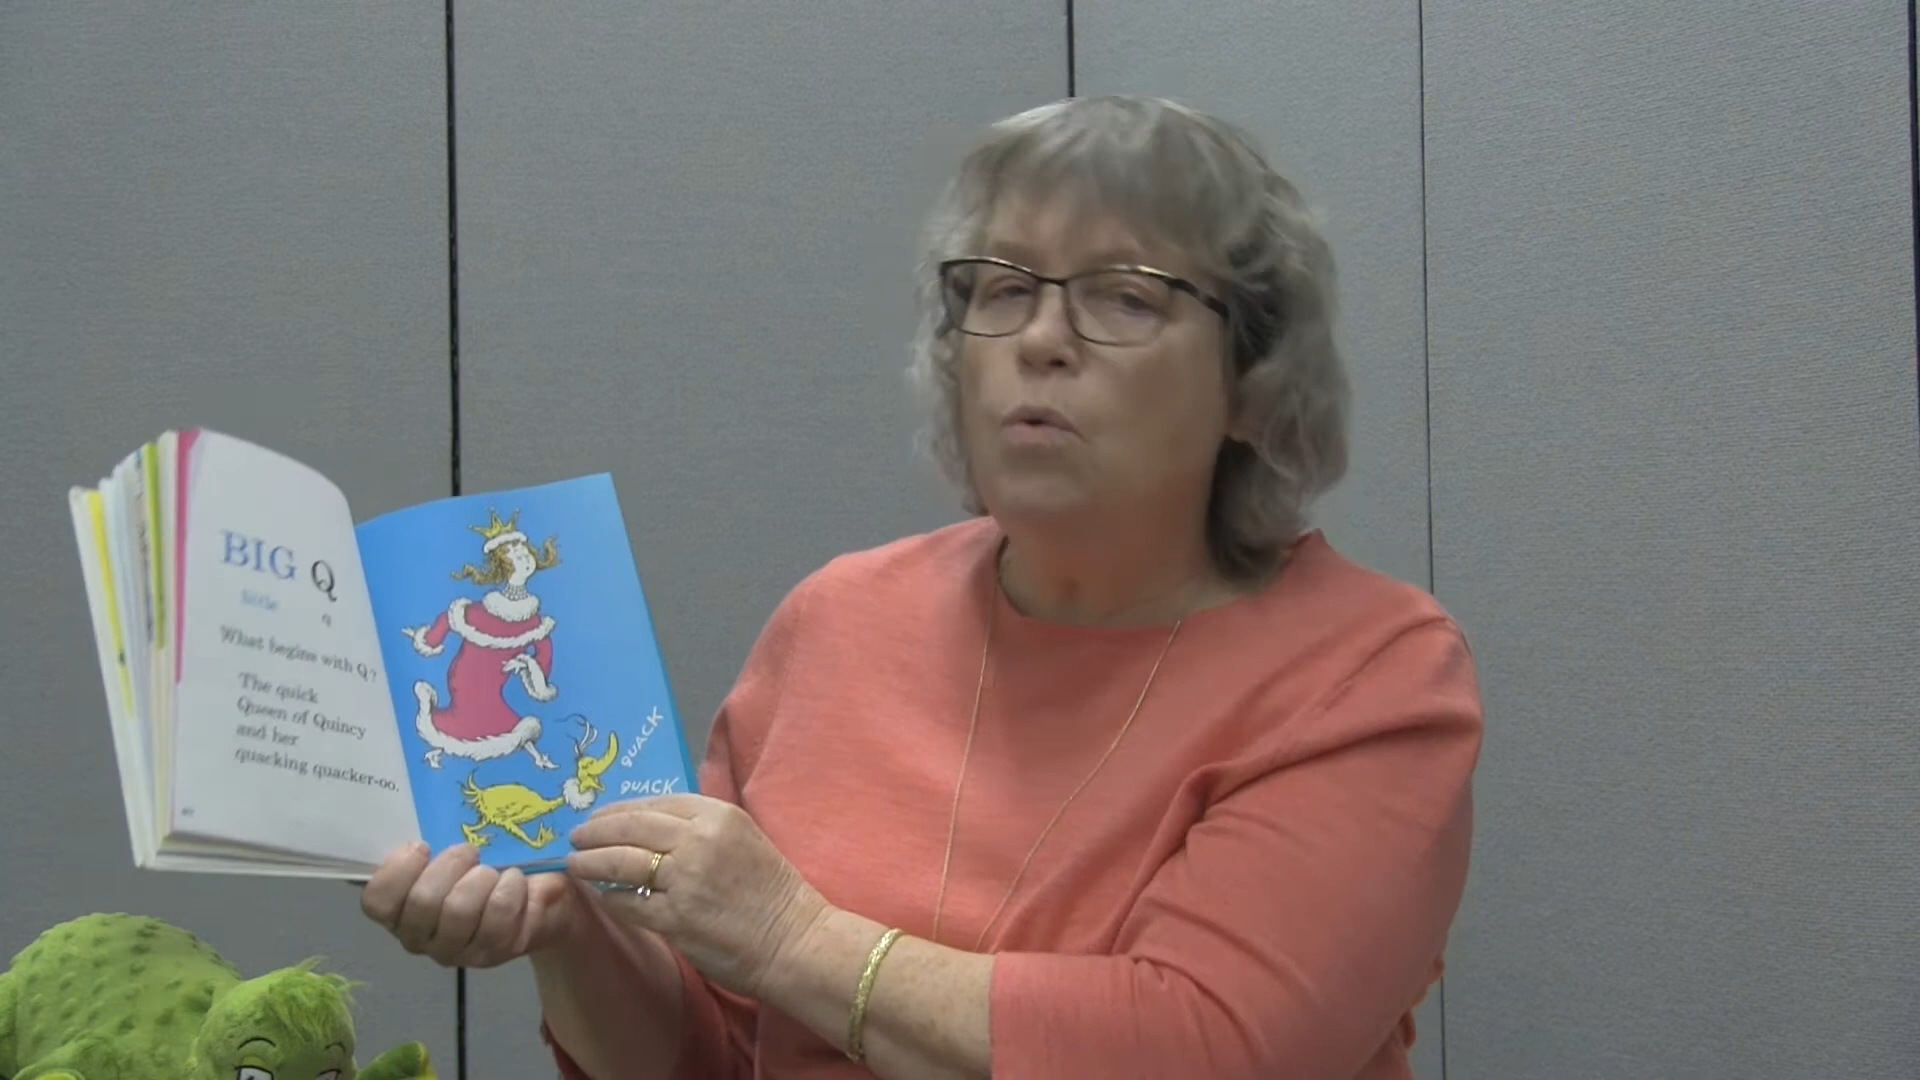 BIG Q
little q
What begins with Q?
The quick
Queen of Quincy
and her
quacking quacker-oo.
QUACK
QUACK